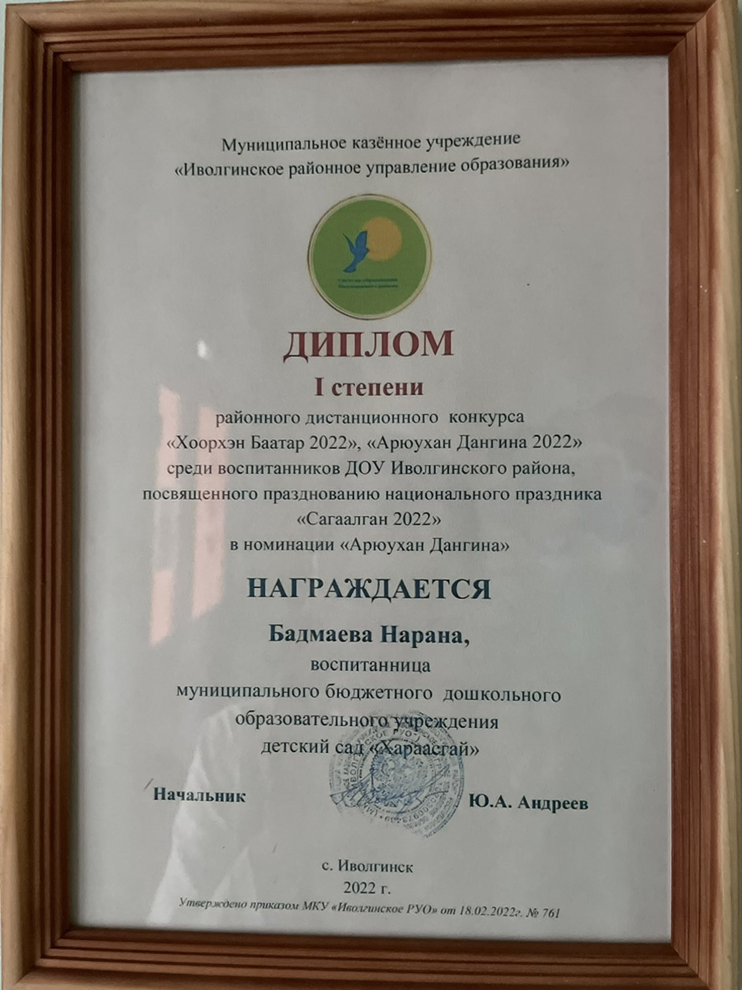 Муниципальное казённое учреждение
«Иволгинское районное управление образования»
ДИПЛОМ
I степени
районного дистанционного конкурса
«Хоорхэн Баатар 2022», «Арюухан Дангина 2022»
среди воспитанников ДОУ Иволгинского района,
посвященного празднованию национального праздника
«Сагаалган 2022»
в номинации «Арюухан Дангина»
НАГРАЖДАЕТСЯ
Бадмаева Нарана,
воспитанница
муниципального бюджетного дошкольного
образовательного учреждения
детский сад «Хараасгай»
Начальник
Ю.А. Андреев
с. Иволгинск
2022 г.
Утверждено приказом МКУ «Иволгинское РУО» от 18.02.2022г. № 761